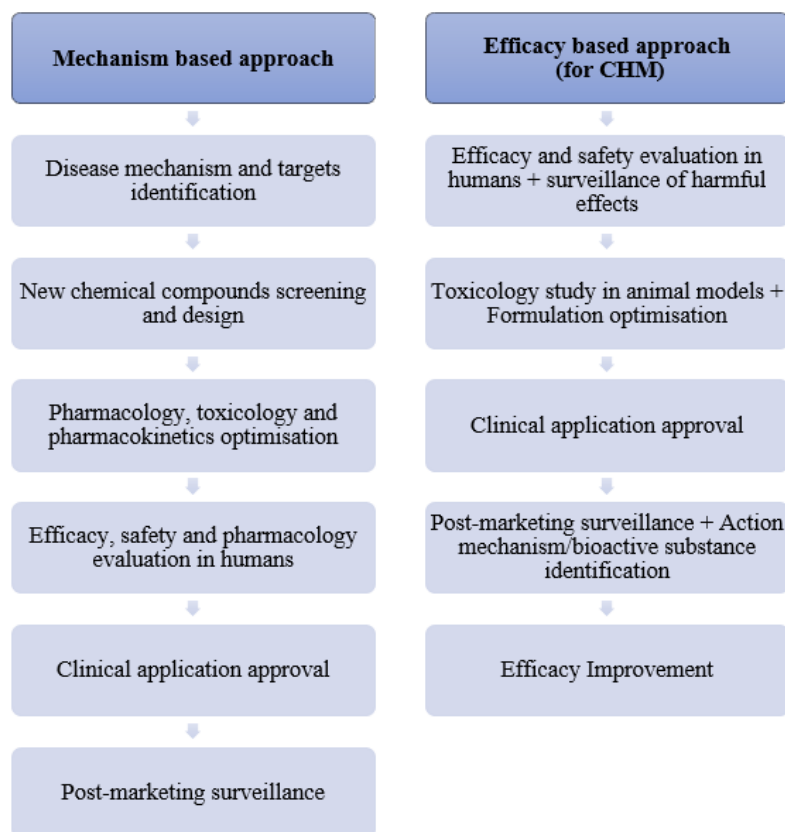 Mechanism based approach
Disease mechanism and targets
identification
New chemical compounds screening
and design
Pharmacology, toxicology and
pharmacokinetics optimisation
Efficacy, safety and pharmacology
evaluation in humans
Clinical application approval
Post-marketing surveillance
Efficacy based approach
(for CHM)
Efficacy and safety evaluation in
humans + surveillance of harmful
effects
Toxicology study in animal models +
Formulation optimisation
Clinical application approval
Post-marketing surveillance + Action
mechanism/bioactive substance
identification
Efficacy Improvement